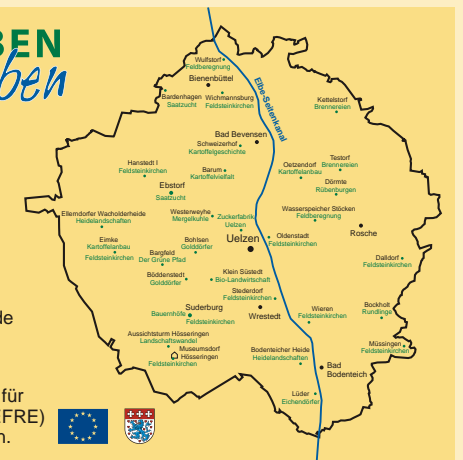 BEN
ben
Wulfstorf
Feldberegnung
Bienenbüttel
Bardenhagen
Saatzucht
Wichmannsburg
Feldsteinkirchen
Elbe-Seitenkanal
Kettelstorf
Brennereien
Bad Bevensen
Schweizerhof
Kartoffelgeschichte
Hanstedt I
Feldsteinkirchen
Barum
Kartoffelvielfalt
Oetzendorf
Kartoffelanbau
Testorf
Brennereien
Ebstorf
Saatzucht
Dörmte
Rübenburgen
Ellerndorfer Wacholderheide
Heidelandschaften
Westerweyhe
Mergelkuhle
Zuckerfabrik
Uelzen
Wasserspeicher Stöcken
Feldberegnung
Rosche
Eimke
Kartoffelanbau
Feldsteinkirchen
Bohlsen
Golddörfer
Uelzen
Oldenstadt
Feldsteinkirchen
Bargfeld
Der Grüne Pfad
Dalldorf
Feldsteinkirchen
Böddenstedt
Golddörfer
Klein Süstedt
Bio-Landwirtschaft
Stederdorf
Feldsteinkirchen
Suderburg
Bauernhöfe
Feldsteinkirchen
Wrestedt
Wieren
Feldsteinkirchen
Bockholt
Rundlinge
de
Aussichtsturm Hösseringen
Landschaftswandel
Museumsdorf
Hösseringen
Feldsteinkirchen
Bodenteicher Heide
Heidelandschaften
Müssingen
Feldsteinkirchen
Bad
Bodenteich
Lüder
Eichendörfer
für
EFRE)
n.